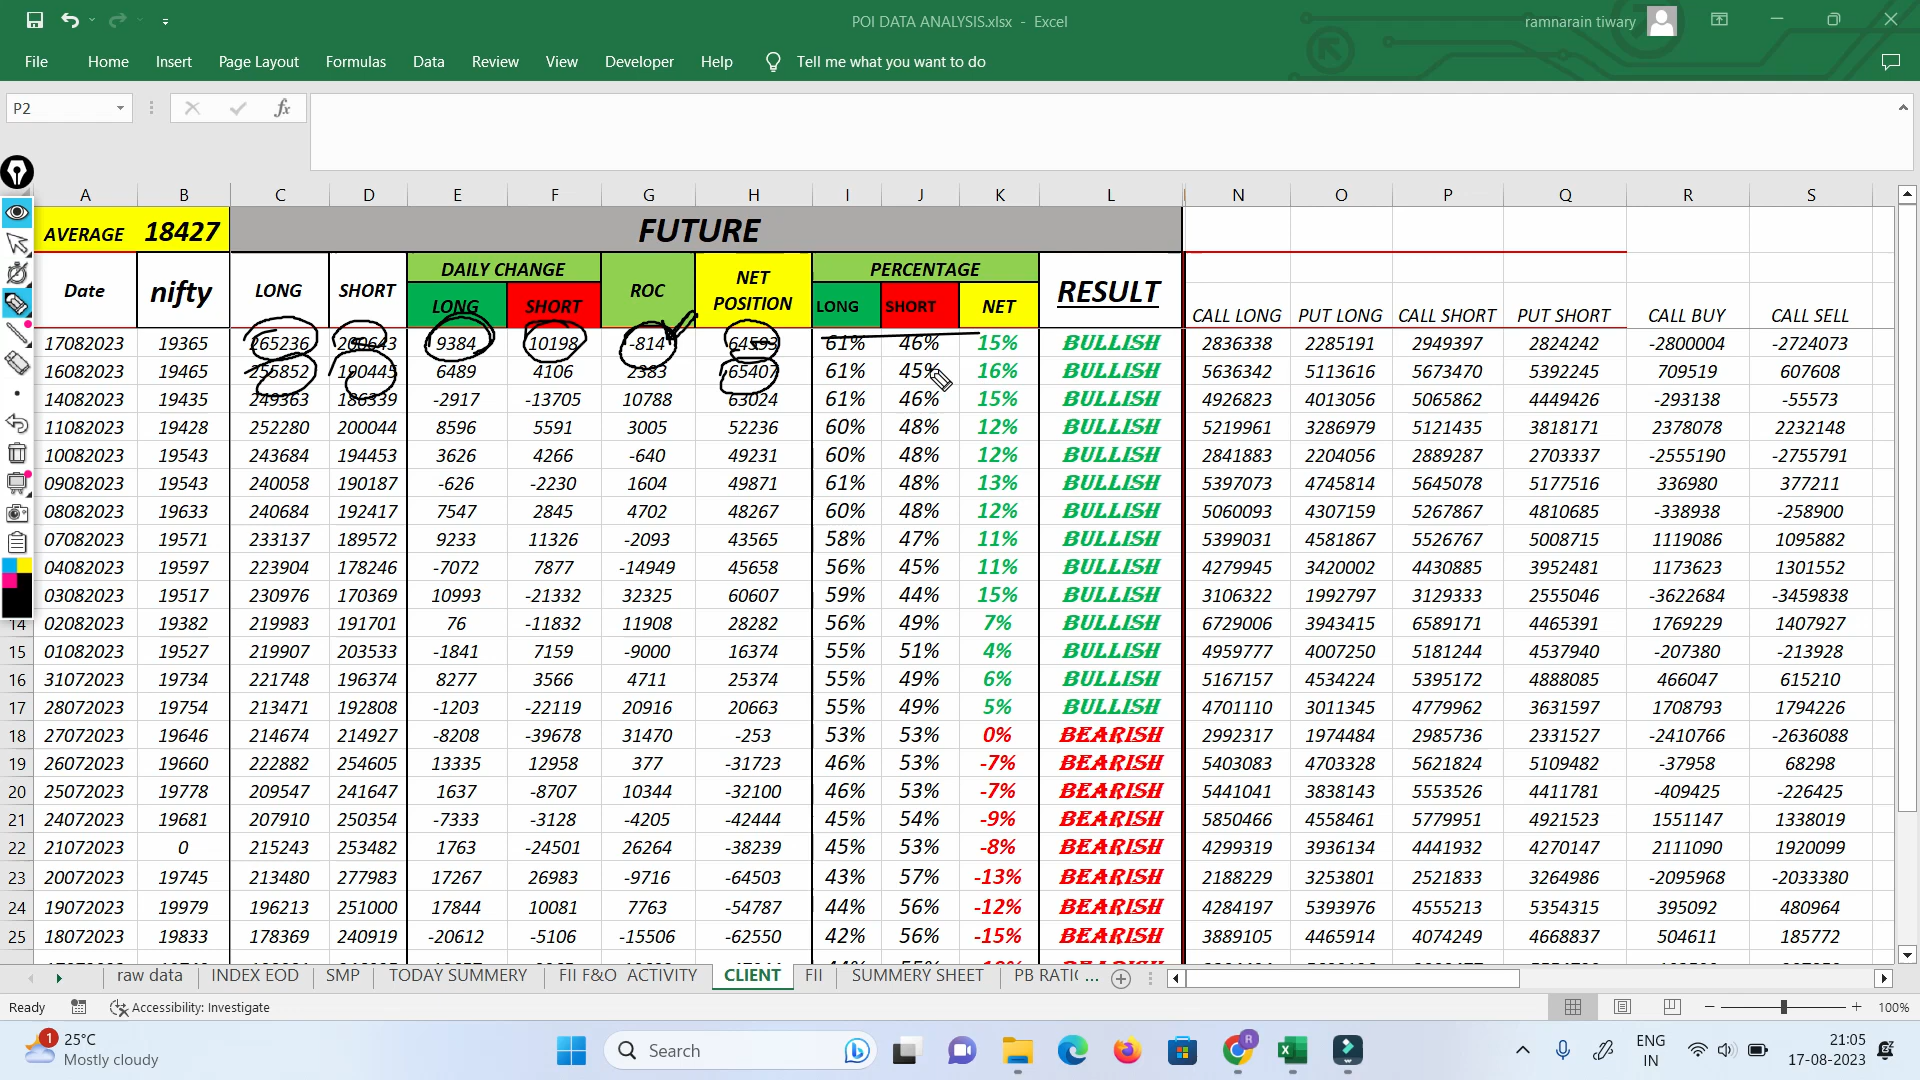 POI DATA ANALYSIS.xlsx - Excel
ramnarain tiwary
File Home Insert Page Layout Formulas Data Review View Developer Help Tell me what you want to do
P2 fx
A B C D E F G H I J K L N O P Q R S
AVERAGE 18427 FUTURE
Date nifty LONG SHORT DAILY CHANGE LONG SHORT ROC NET POSITION PERCENTAGE LONG SHORT NET RESULT CALL LONG PUT LONG CALL SHORT PUT SHORT CALL BUY CALL SELL
17082023 19365 265236 200643 9384 10198 -814 64593 61% 46% 15% BULLISH 2836338 2285191 2949397 2824242 -2800004 -2724073
16082023 19465 255852 190445 6489 4106 2383 65407 61% 45% 16% BULLISH 5636342 5113616 5673470 5392245 709519 607608
14082023 19435 249363 186339 -2917 -13705 10788 63024 61% 46% 15% BULLISH 4926823 4013056 5065862 4449426 -293138 -55573
11082023 19428 252280 200044 8596 5591 3005 52236 60% 48% 12% BULLISH 5219961 3286979 5121435 3818171 2378078 2232148
10082023 19543 243684 194453 3626 4266 -640 49231 60% 48% 12% BULLISH 2841883 2204056 2889287 2703337 -2555190 -2755791
09082023 19543 240058 190187 -626 -2230 1604 49871 61% 48% 13% BULLISH 5397073 4745814 5645078 5177516 336980 377211
08082023 19633 240684 192417 7547 2845 4702 48267 60% 48% 12% BULLISH 5060093 4307159 5267867 4810685 -338938 -258900
07082023 19571 233137 189572 9233 11326 -2093 43565 58% 47% 11% BULLISH 5399031 4581867 5526767 5008715 1119086 1095882
04082023 19597 223904 178246 -7072 7877 -14949 45658 56% 45% 11% BULLISH 4279945 3420002 4430885 3952481 1173623 1301552
03082023 19517 230976 170369 10993 -21332 32325 60607 59% 44% 15% BULLISH 3106322 1992797 3129333 2555046 -3622684 -3459838
14 02082023 19382 219983 191701 76 -11832 11908 28282 56% 49% 7% BULLISH 6729006 3943415 6589171 4465391 1769229 1407927
15 01082023 19527 219907 203533 -1841 7159 -9000 16374 55% 51% 4% BULLISH 4959777 4007250 5181244 4537940 -207380 -213928
16 31072023 19734 221748 196374 8277 3566 4711 25374 55% 49% 6% BULLISH 5167157 4534224 5395172 4888085 466047 615210
17 28072023 19754 213471 192808 -1203 -22119 20916 20663 55% 49% 5% BULLISH 4701110 3011345 4779962 3631597 1708793 1794226
18 27072023 19646 214674 214927 -8208 -39678 31470 -253 53% 53% 0% BEARISH 2992317 1974484 2985736 2331527 -2410766 -2636088
19 26072023 19660 222882 254605 13335 12958 377 -31723 46% 53% -7% BEARISH 5403083 4703328 5621824 5109482 -37958 68298
20 25072023 19778 209547 241647 1637 -8707 10344 -32100 46% 53% -7% BEARISH 5441041 3838143 5553526 4411781 -409425 -226425
21 24072023 19681 207910 250354 -7333 -3128 -4205 -42444 45% 54% -9% BEARISH 5850466 4558461 5779951 4921523 1551147 1338019
22 21072023 0 215243 253482 1763 -24501 26264 -38239 45% 53% -8% BEARISH 4299319 3936134 4441932 4270147 2111090 1920099
23 20072023 19745 213480 277983 17267 26983 -9716 -64503 43% 57% -13% BEARISH 2188229 3253801 2521833 3264986 -2095968 -2033380
24 19072023 19979 196213 251000 17844 10081 7763 -54787 44% 56% -12% BEARISH 4284197 5393976 4555213 5354315 395092 480964
25 18072023 19833 178369 240919 -20612 -5106 -15506 -62550 42% 56% -15% BEARISH 3889105 4465914 4074249 4668837 504611 185772
raw data INDEX EOD SMP TODAY SUMMERY FII F&O ACTIVITY CLIENT FII SUMMERY SHEET PB RATIC ...
Ready Accessibility: Investigate 100%
1 25°C Mostly cloudy Search R ENG IN 21:05 17-08-2023